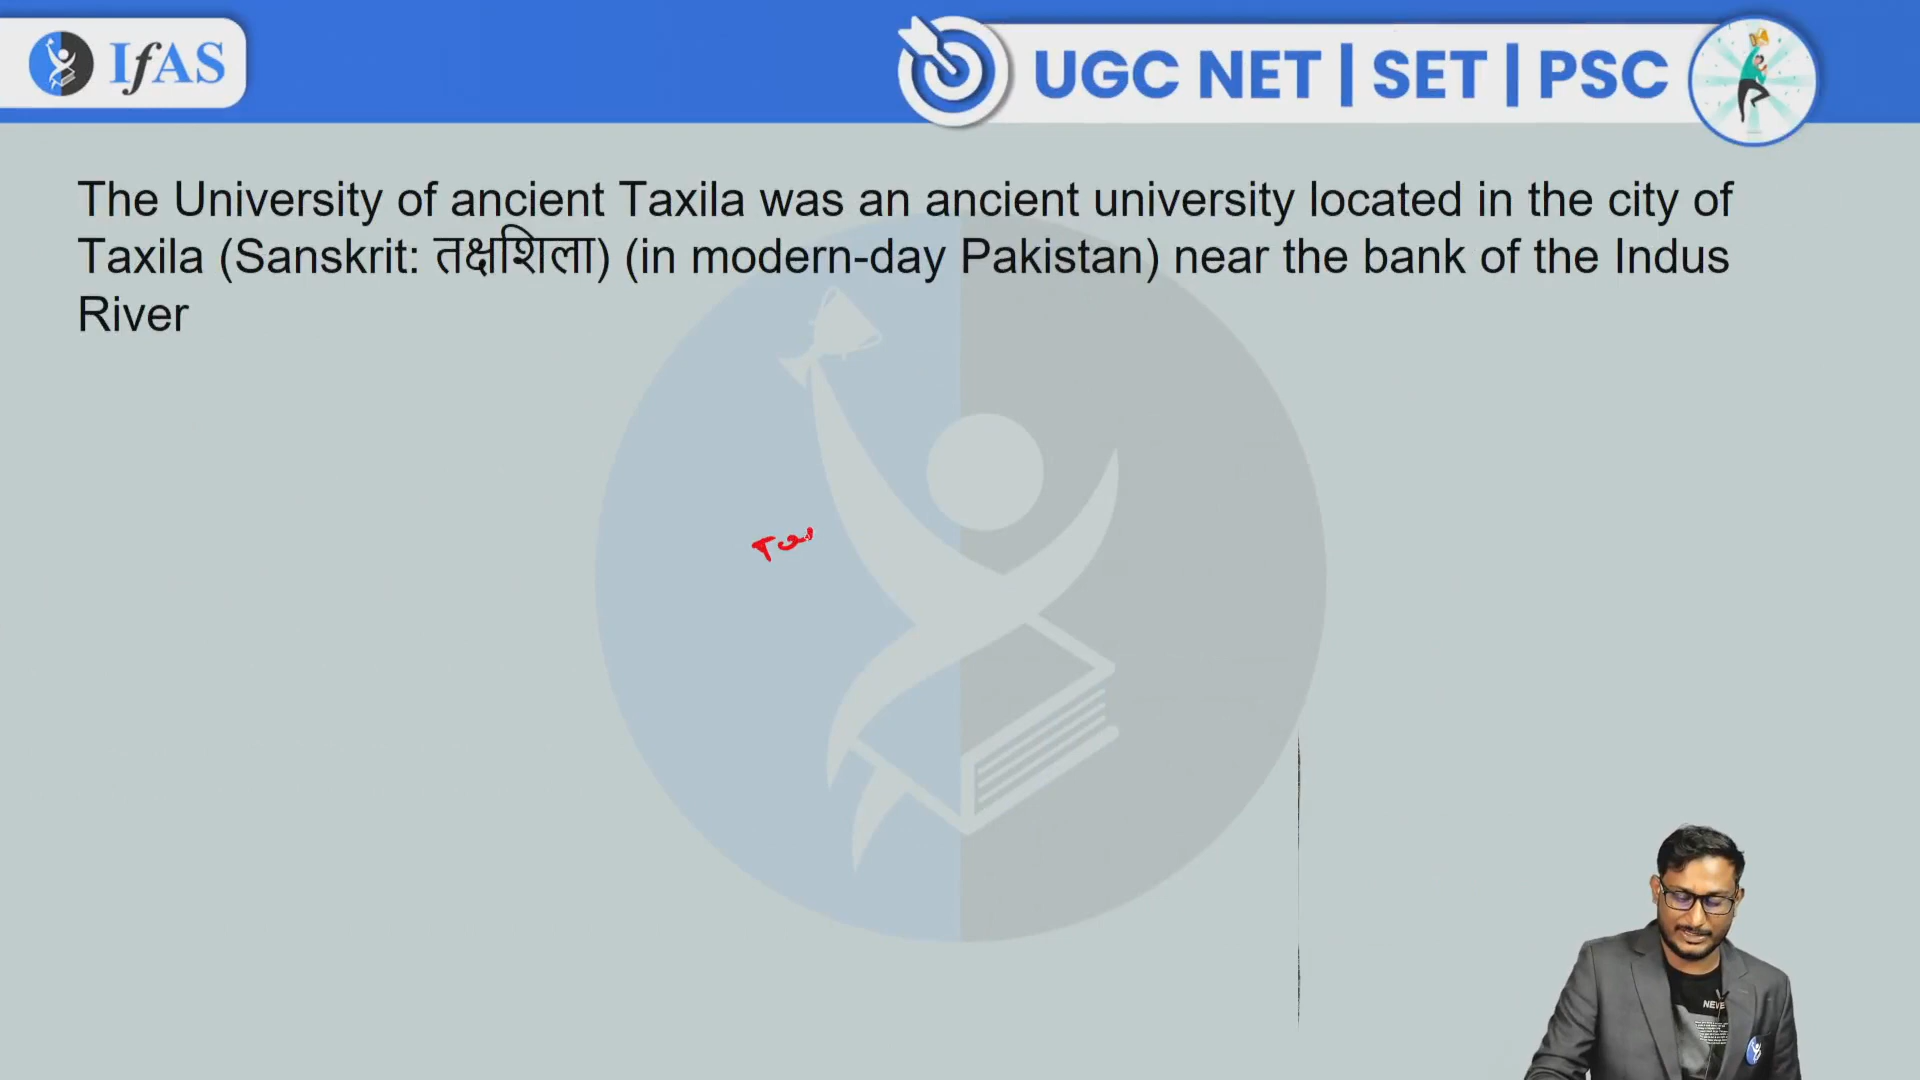 IfAS
UGC NET | SET | PSC
The University of ancient Taxila was an ancient university located in the city of
Taxila (Sanskrit: तक्षशिला) (in modern-day Pakistan) near the bank of the Indus
River
NEVE